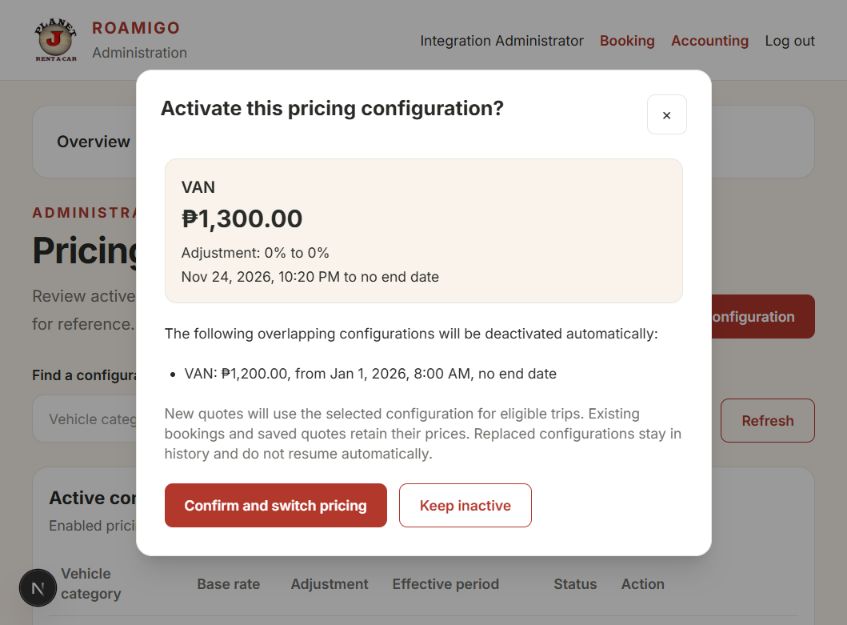 PLANET
J
RENT A CAR
ROAMIGO
Administration
Integration Administrator Booking Accounting Log out
Overview
Activate this pricing configuration?
×
VAN
₱1,300.00
Adjustment: 0% to 0%
Nov 24, 2026, 10:20 PM to no end date
The following overlapping configurations will be deactivated automatically:
• VAN: ₱1,200.00, from Jan 1, 2026, 8:00 AM, no end date
New quotes will use the selected configuration for eligible trips. Existing
bookings and saved quotes retain their prices. Replaced configurations stay in
history and do not resume automatically.
Confirm and switch pricing Keep inactive
ADMINISTRA
Pricing
Review active
for reference.
onfiguration
Find a configura
Vehicle categ
Refresh
Active con
Enabled prici
Vehicle
category
Base rate Adjustment Effective period Status Action
N